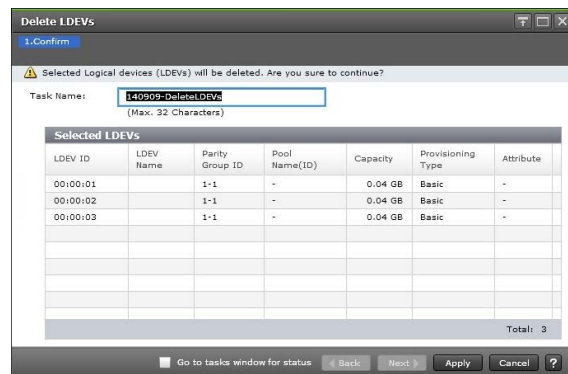 Delete LDEVs
1.Confirm
Selected Logical devices (LDEVs) will be deleted. Are you sure to continue?
Task Name: 140909-DeleteLDEVs
(Max. 32 Characters)
Selected LDEVs
LDEV ID LDEV Name Parity Group ID Pool Name(ID) Capacity Provisioning Type Attribute
00:00:01 1-1 - 0.04 GB Basic -
00:00:02 1-1 - 0.04 GB Basic -
00:00:03 1-1 - 0.04 GB Basic -
Total: 3
Go to tasks window for status Back Next Apply Cancel ?